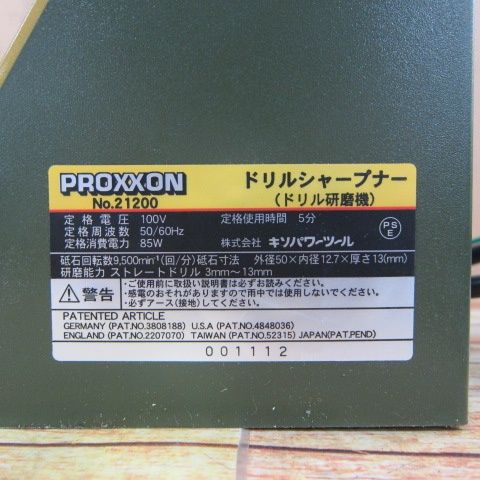 PROXXON
No.21200
ドリルシャープナー
(ドリル研磨機)
定格電圧 100V 定格使用時間 5分
定格周波数 50/60Hz
定格消費電力 85W 株式会社 キソパワーツール
PS
E
砥石回転数9,500min⁻¹(回/分)砥石寸法 外径50×内径12.7×厚さ13(mm)
研磨能力 ストレートドリル 3mm~13mm
警告
・ご使用前に取扱い説明書は必ずお読みください。
・感電のおそれがありますので雨中では使用しないでください。
・必ずアース(接地)してください。
PATENTED ARTICLE
GERMANY (PAT.NO.3808188) U.S.A (PAT.NO.4848036)
ENGLAND (PAT.NO.2207070) TAIWAN (PAT.NO.52315) JAPAN(PAT.PEND)
001112